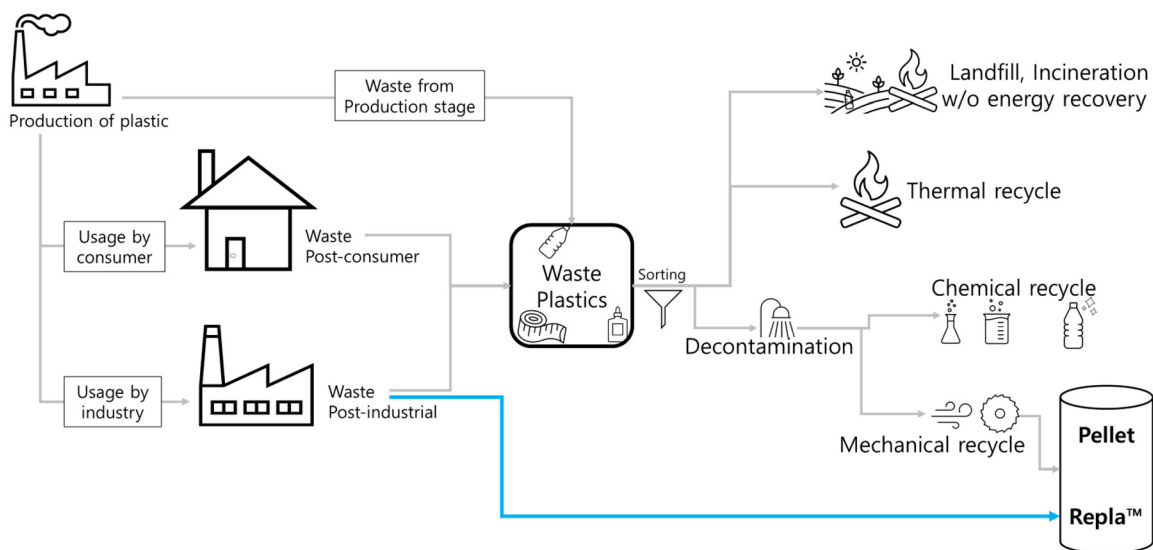 Production of plastic
Waste from
Production stage
Usage by
consumer
Waste
Post-consumer
Usage by
industry
Waste
Post-industrial
Waste
Plastics
Sorting
Landfill, Incineration
w/o energy recovery
Thermal recycle
Chemical recycle
Decontamination
Mechanical recycle
Pellet
Repla™